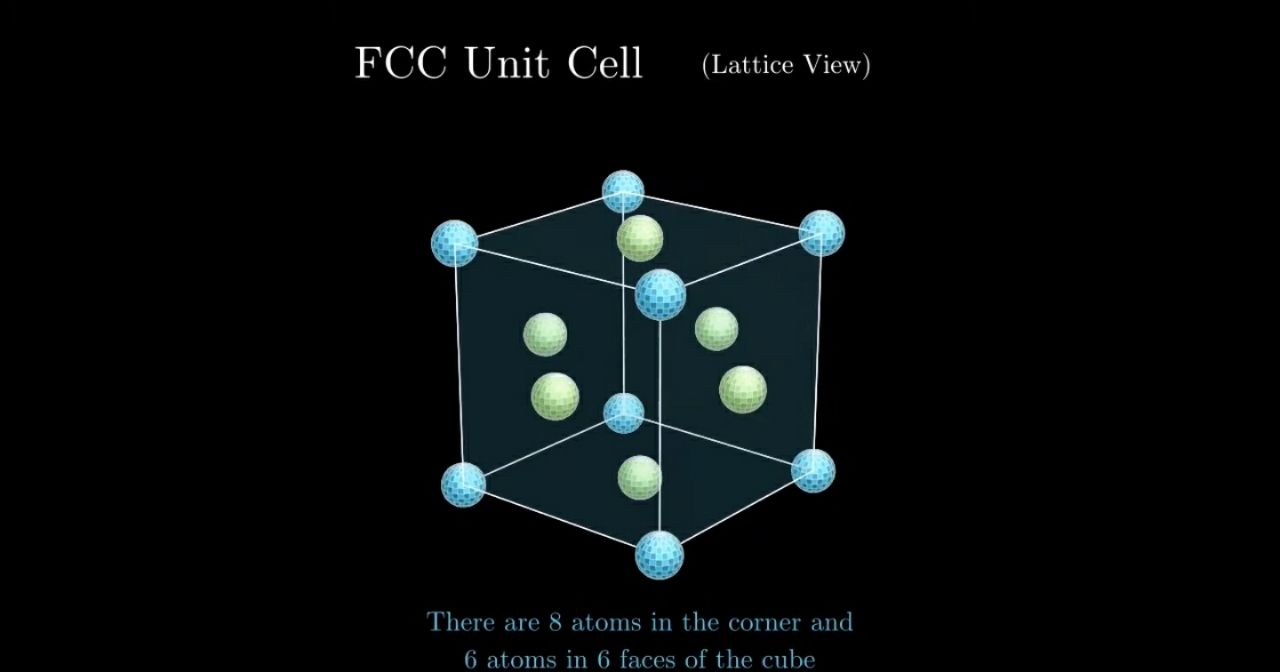 FCC Unit Cell (Lattice View)
There are 8 atoms in the corner and
6 atoms in 6 faces of the cube